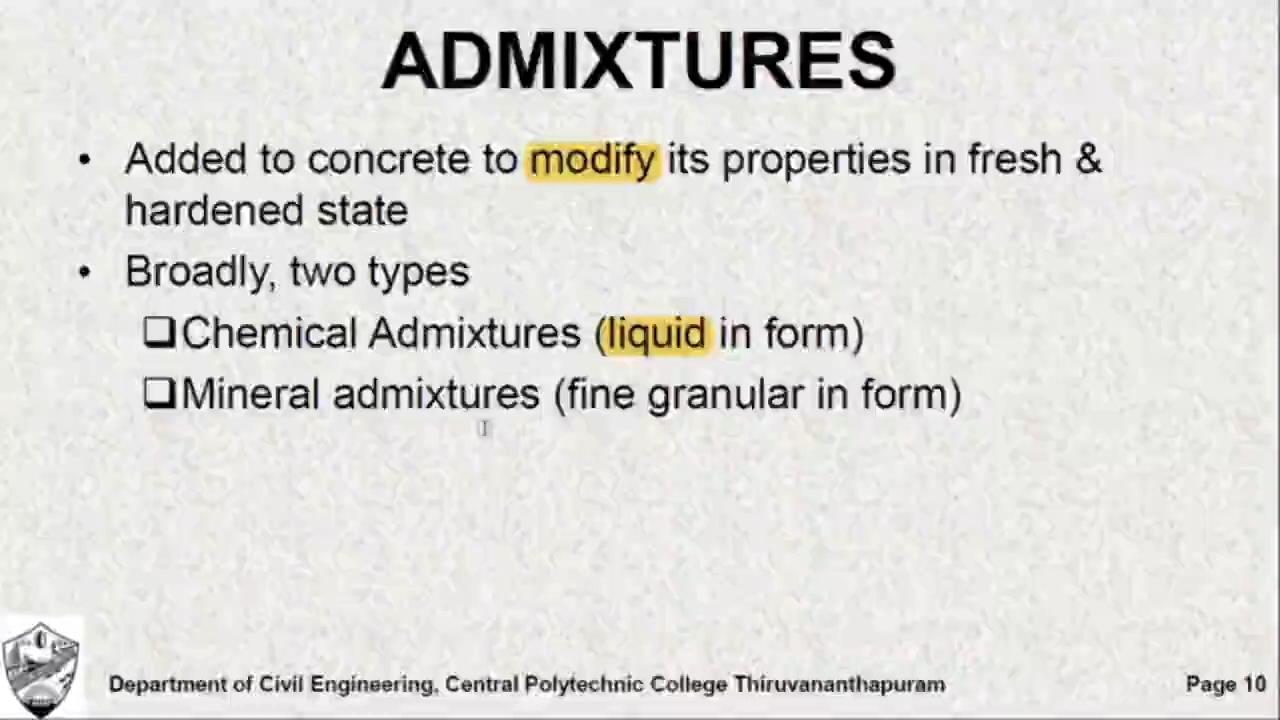 ADMIXTURES
• Added to concrete to modify its properties in fresh &
hardened state
• Broadly, two types
❑Chemical Admixtures (liquid in form)
❑Mineral admixtures (fine granular in form)
Department of Civil Engineering, Central Polytechnic College Thiruvananthapuram Page 10